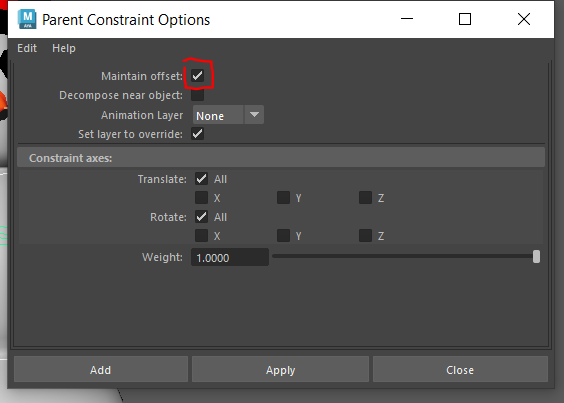 Parent Constraint Options
Edit Help
Maintain offset:
Decompose near object:
Animation Layer None
Set layer to override:
Constraint axes:
Translate: All
X Y Z
Rotate: All
X Y Z
Weight: 1.0000
Add Apply Close